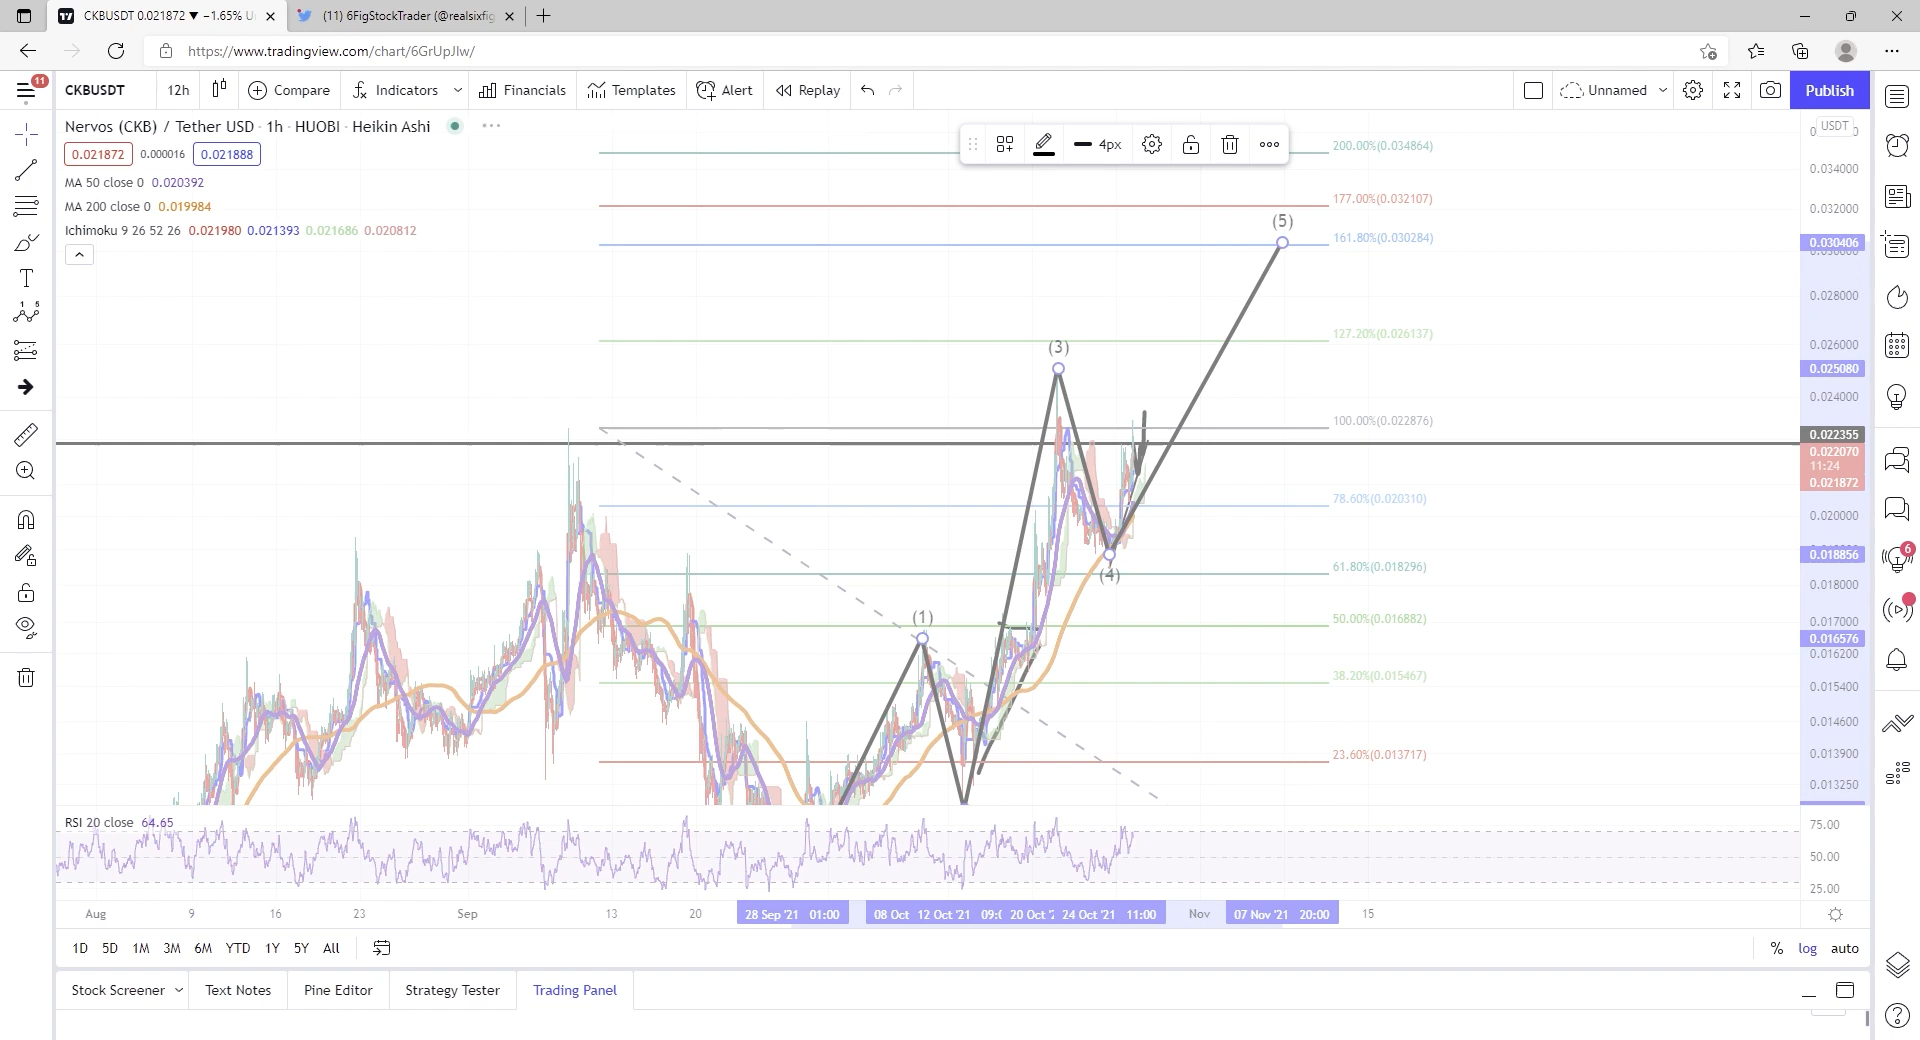 CKBUSDT 0.021872 ▼ −1.65% U
(11) 6FigStockTrader (@realsixfig
https://www.tradingview.com/chart/6GrUpJIw/
11
CKBUSDT
12h
Compare
Indicators
Financials
Templates
Alert
Replay
Unnamed
Publish
Nervos (CKB) / Tether USD · 1h · HUOBI · Heikin Ashi
0.021872
0.000016
0.021888
MA 50 close 0 0.020392
MA 200 close 0 0.019984
Ichimoku 9 26 52 26 0.021980 0.021393 0.021686 0.020812
4px
USDT
200.00%(0.034864)
177.00%(0.032107)
161.80%(0.030284)
127.20%(0.026137)
100.00%(0.022876)
78.60%(0.020310)
61.80%(0.018296)
50.00%(0.016882)
38.20%(0.015467)
23.60%(0.013717)
(1)
(3)
(4)
(5)
0.034000
0.032000
0.030406
0.028000
0.026000
0.025080
0.024000
0.022355
0.022070
11:24
0.021872
0.020000
0.018856
0.018000
0.017000
0.016576
0.016200
0.015400
0.014600
0.013900
0.013250
RSI 20 close 64.65
75.00
50.00
25.00
Aug 9 16 23 Sep 13 20 28 Sep '21 01:00 08 Oct 12 Oct '21 09:0 20 Oct ' 24 Oct '21 11:00 Nov 07 Nov '21 20:00 15
1D 5D 1M 3M 6M YTD 1Y 5Y All
% log auto
Stock Screener
Text Notes
Pine Editor
Strategy Tester
Trading Panel
6